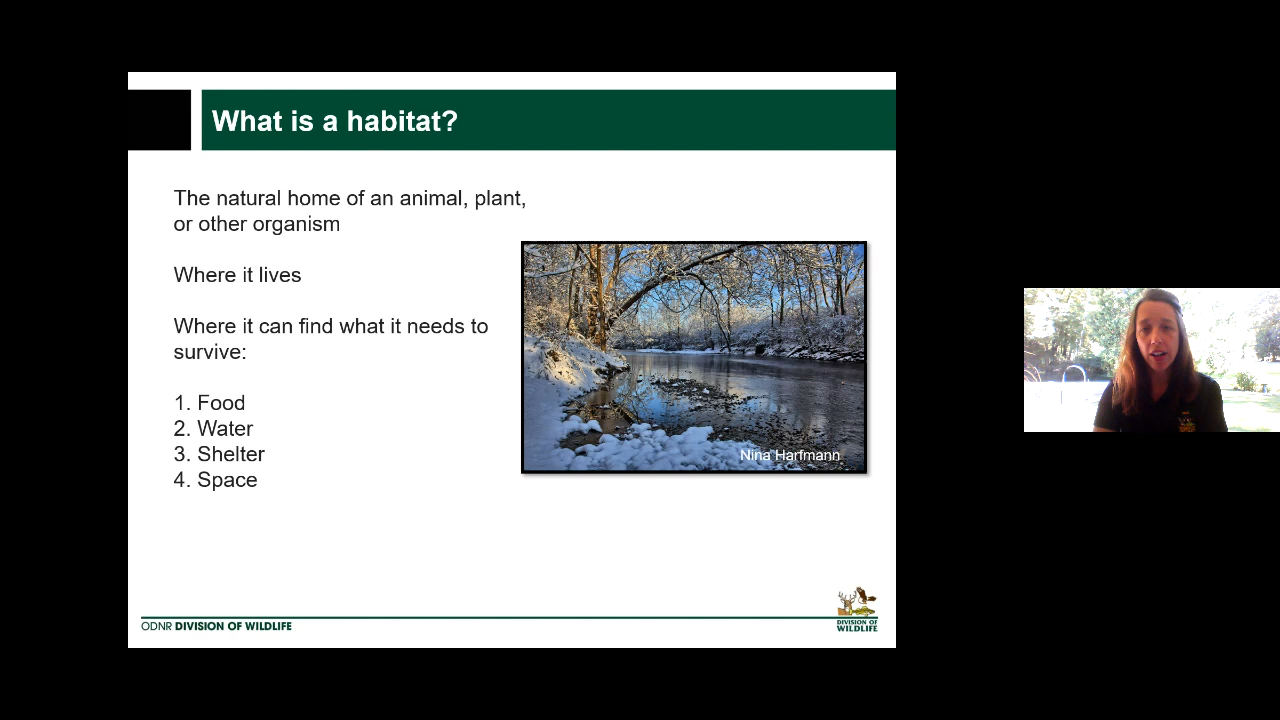 What is a habitat?
The natural home of an animal, plant,
or other organism
Where it lives
Where it can find what it needs to
survive:
1. Food
2. Water
3. Shelter
4. Space
Nina Harfmann
ODNR DIVISION OF WILDLIFE
DIVISION OF
WILDLIFE